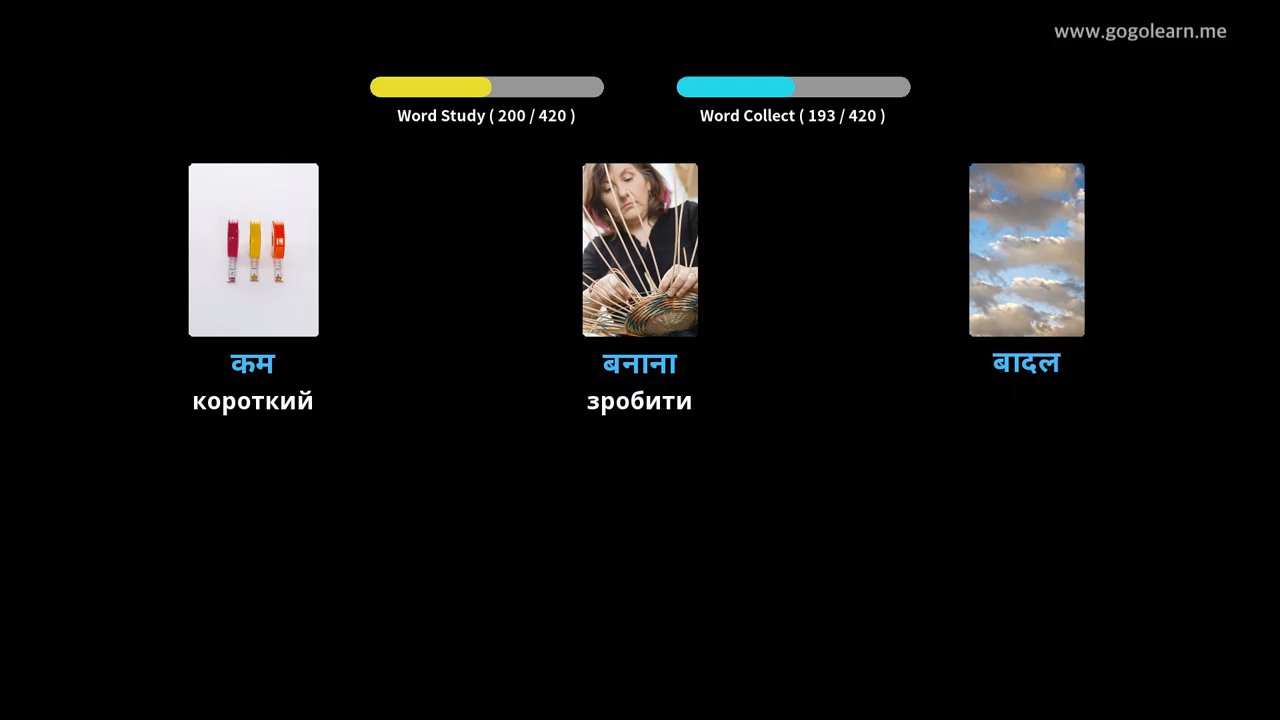 www.gogolearn.me
Word Study ( 200 / 420 )
Word Collect ( 193 / 420 )
कम
बनाना
बादल
короткий
зробити